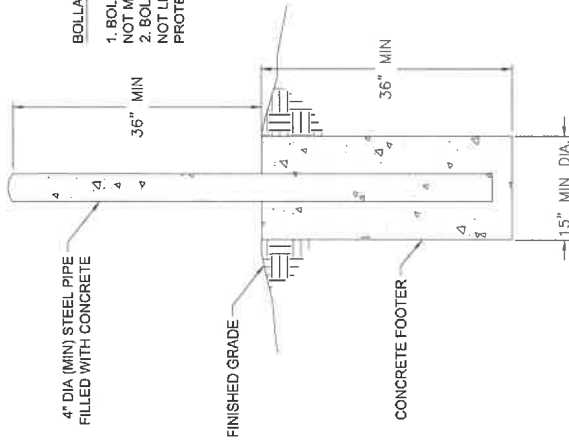 4" DIA (MIN) STEEL PIPE
FILLED WITH CONCRETE
FINISHED GRADE
CONCRETE FOOTER
36" MIN
36" MIN
15" MIN DIA.
1. BOL
NOT M
2. BOL
NOT LI
PROTE